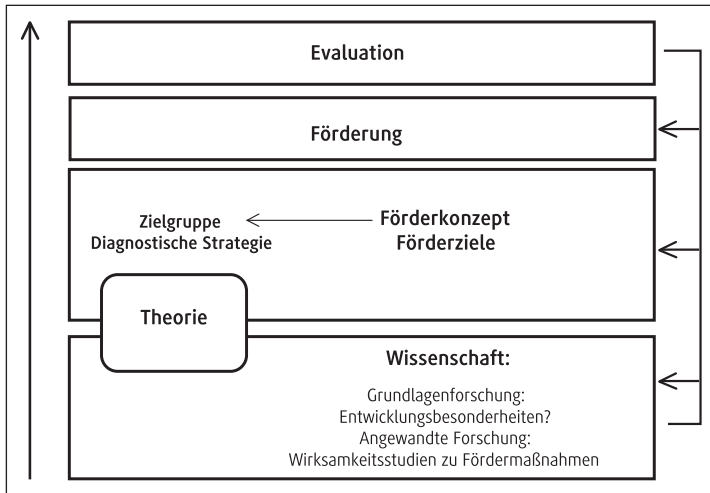 Evaluation
Förderung
Zielgruppe
Diagnostische Strategie
Förderkonzept
Förderziele
Theorie
Wissenschaft:
Grundlagenforschung:
Entwicklungsbesonderheiten?
Angewandte Forschung:
Wirksamkeitsstudien zu Fördermaßnahmen